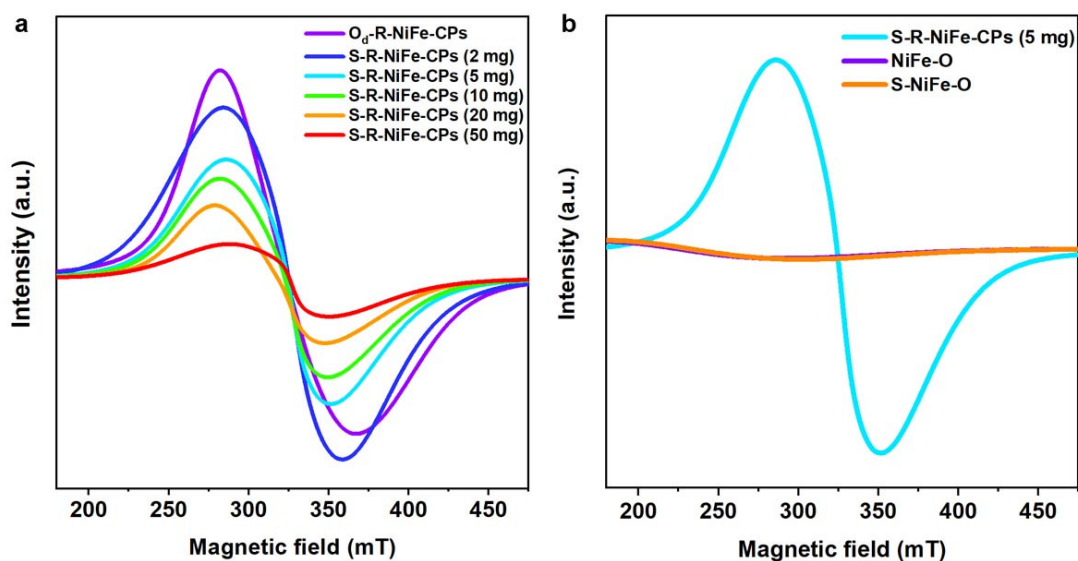 a
O_d-R-NiFe-CPs
S-R-NiFe-CPs (2 mg)
S-R-NiFe-CPs (5 mg)
S-R-NiFe-CPs (10 mg)
S-R-NiFe-CPs (20 mg)
S-R-NiFe-CPs (50 mg)
Intensity (a.u.)
200 250 300 350 400 450
Magnetic field (mT)
b
S-R-NiFe-CPs (5 mg)
NiFe-O
S-NiFe-O
Intensity (a.u.)
200 250 300 350 400 450
Magnetic field (mT)